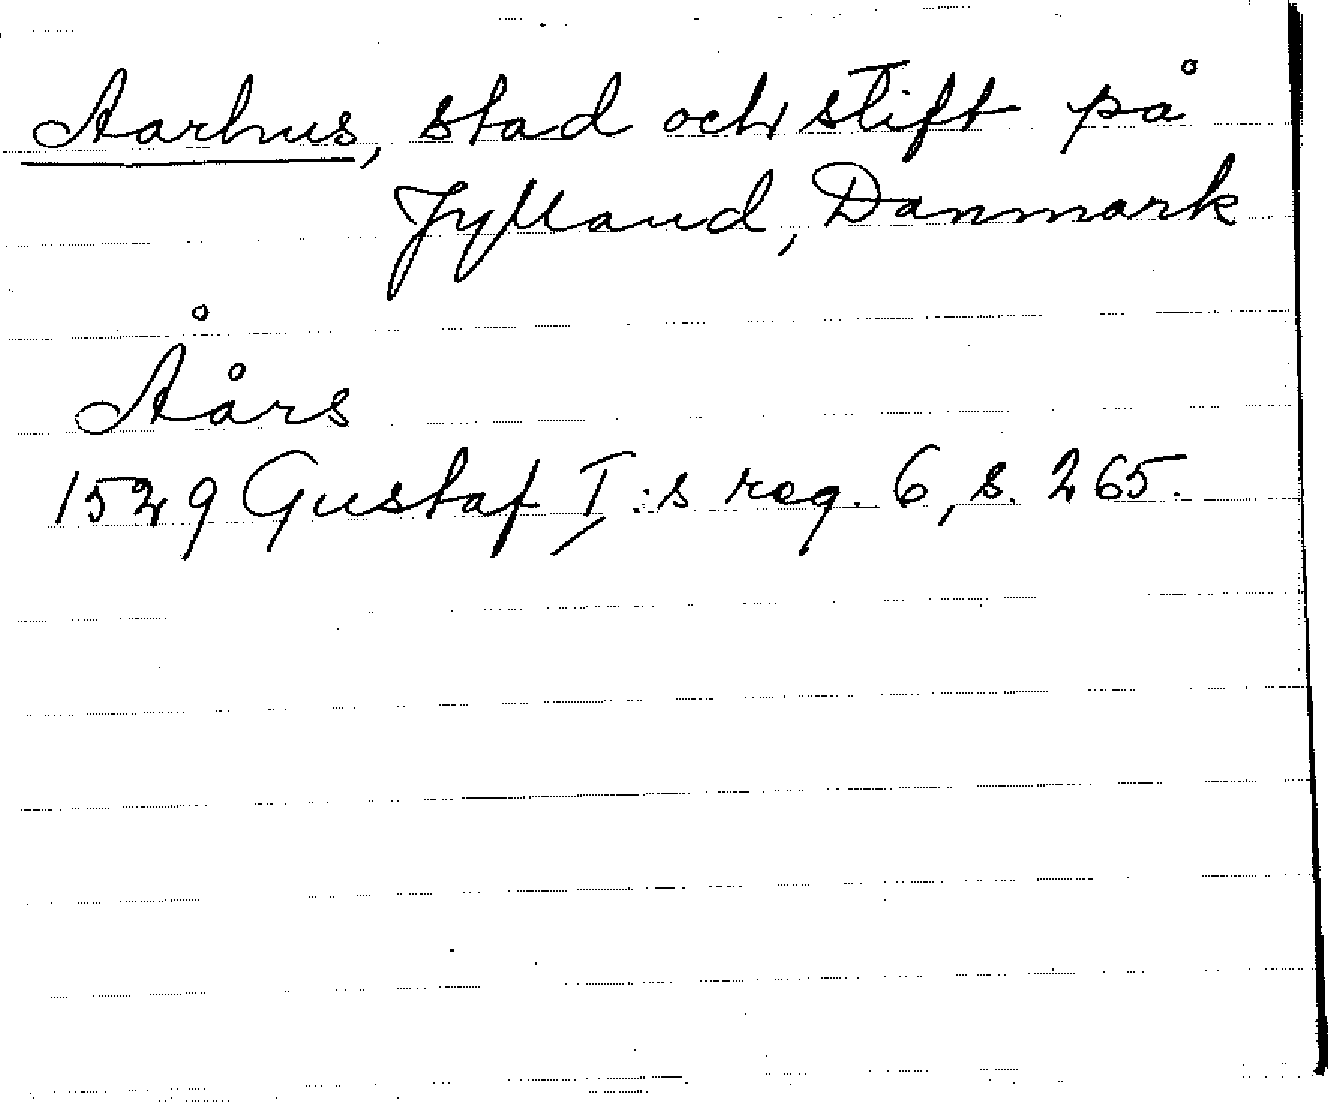 Aarhus, stad och stift på
Jylland, Danmark
Åårs
1529 Gustaf I:s reg. 6, s. 265.